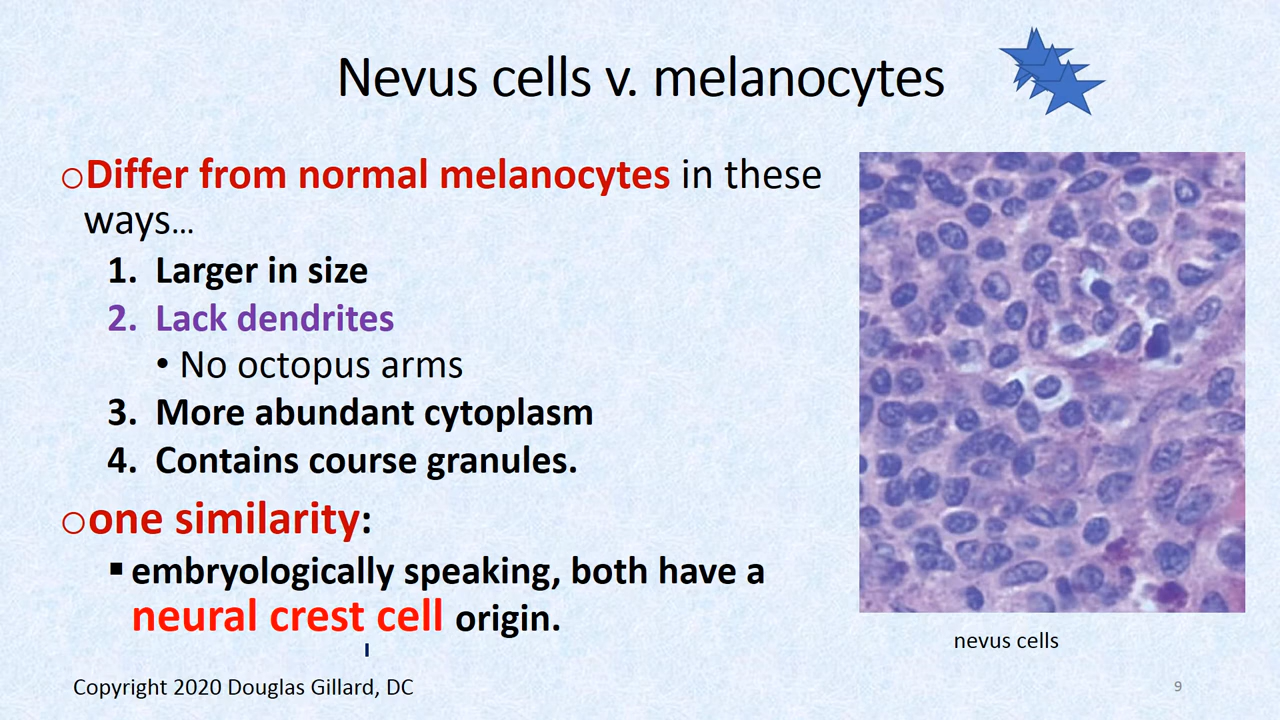 Nevus cells v. melanocytes
○Differ from normal melanocytes in these
ways…
1. Larger in size
2. Lack dendrites
• No octopus arms
3. More abundant cytoplasm
4. Contains course granules.
○one similarity:
▪ embryologically speaking, both have a
neural crest cell origin.
nevus cells
Copyright 2020 Douglas Gillard, DC
9